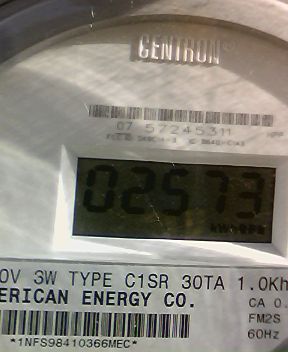 CENTRON®
07 57245311
02573
0V 3W TYPE C1SR 30TA 1.0Kh
ERICAN ENERGY CO.
CA 0.
FM2S
60Hz
*1NFS98410366MEC*